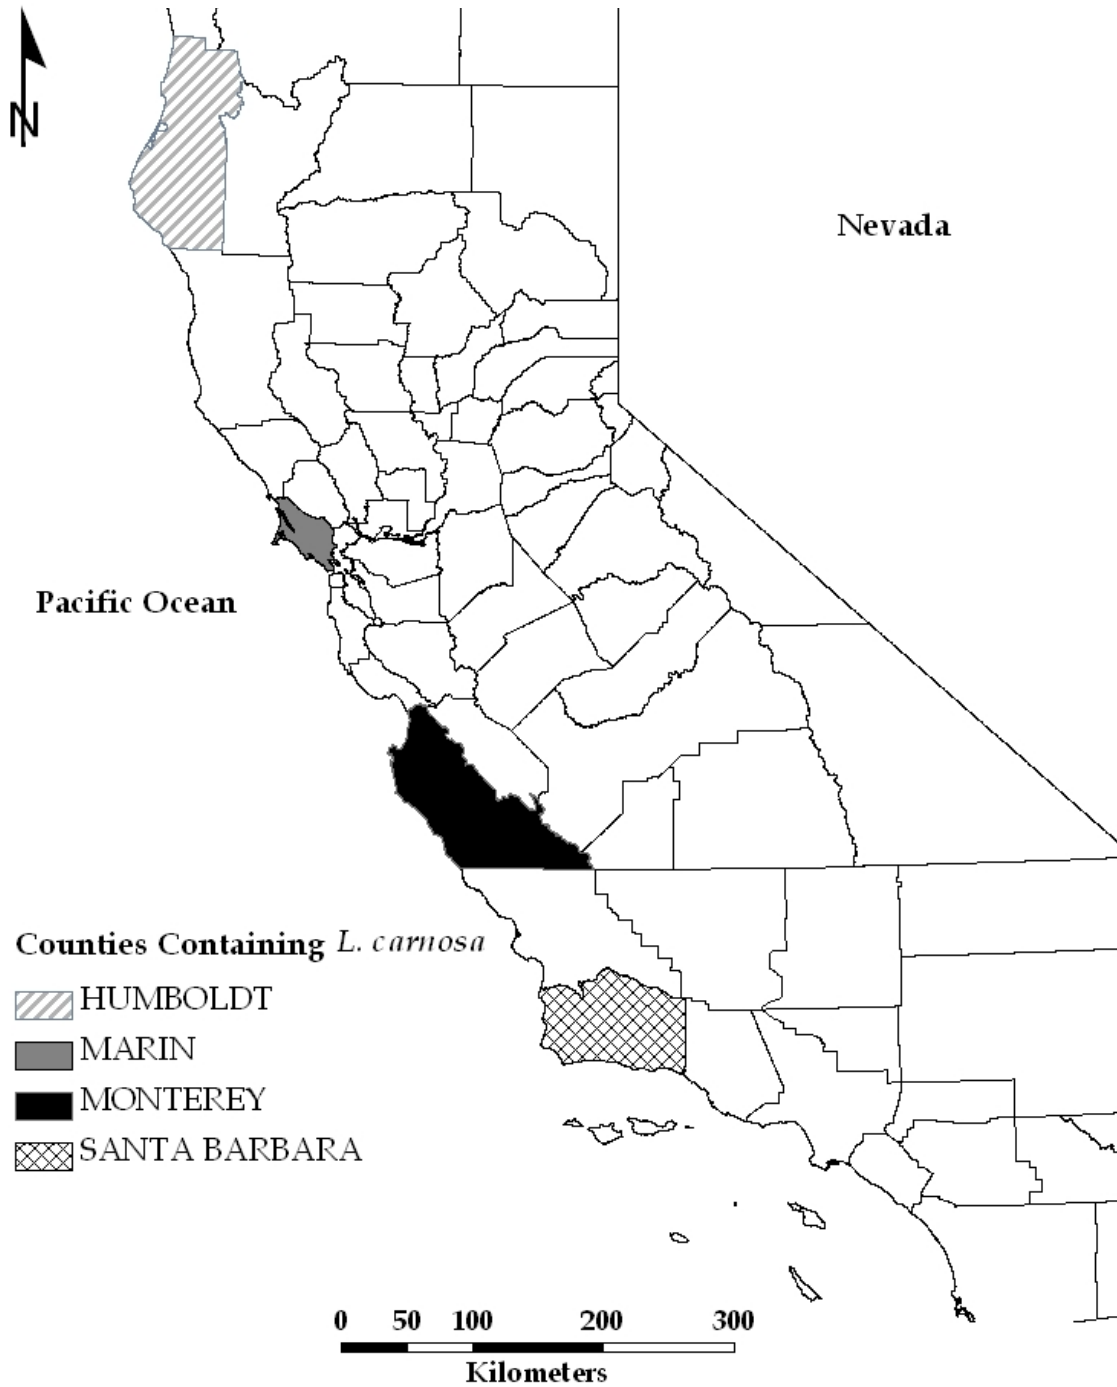 N
Nevada
Pacific Ocean
Counties Containing L. carnosa
HUMBOLDT
MARIN
MONTEREY
SANTA BARBARA
0 50 100 200 300
Kilometers